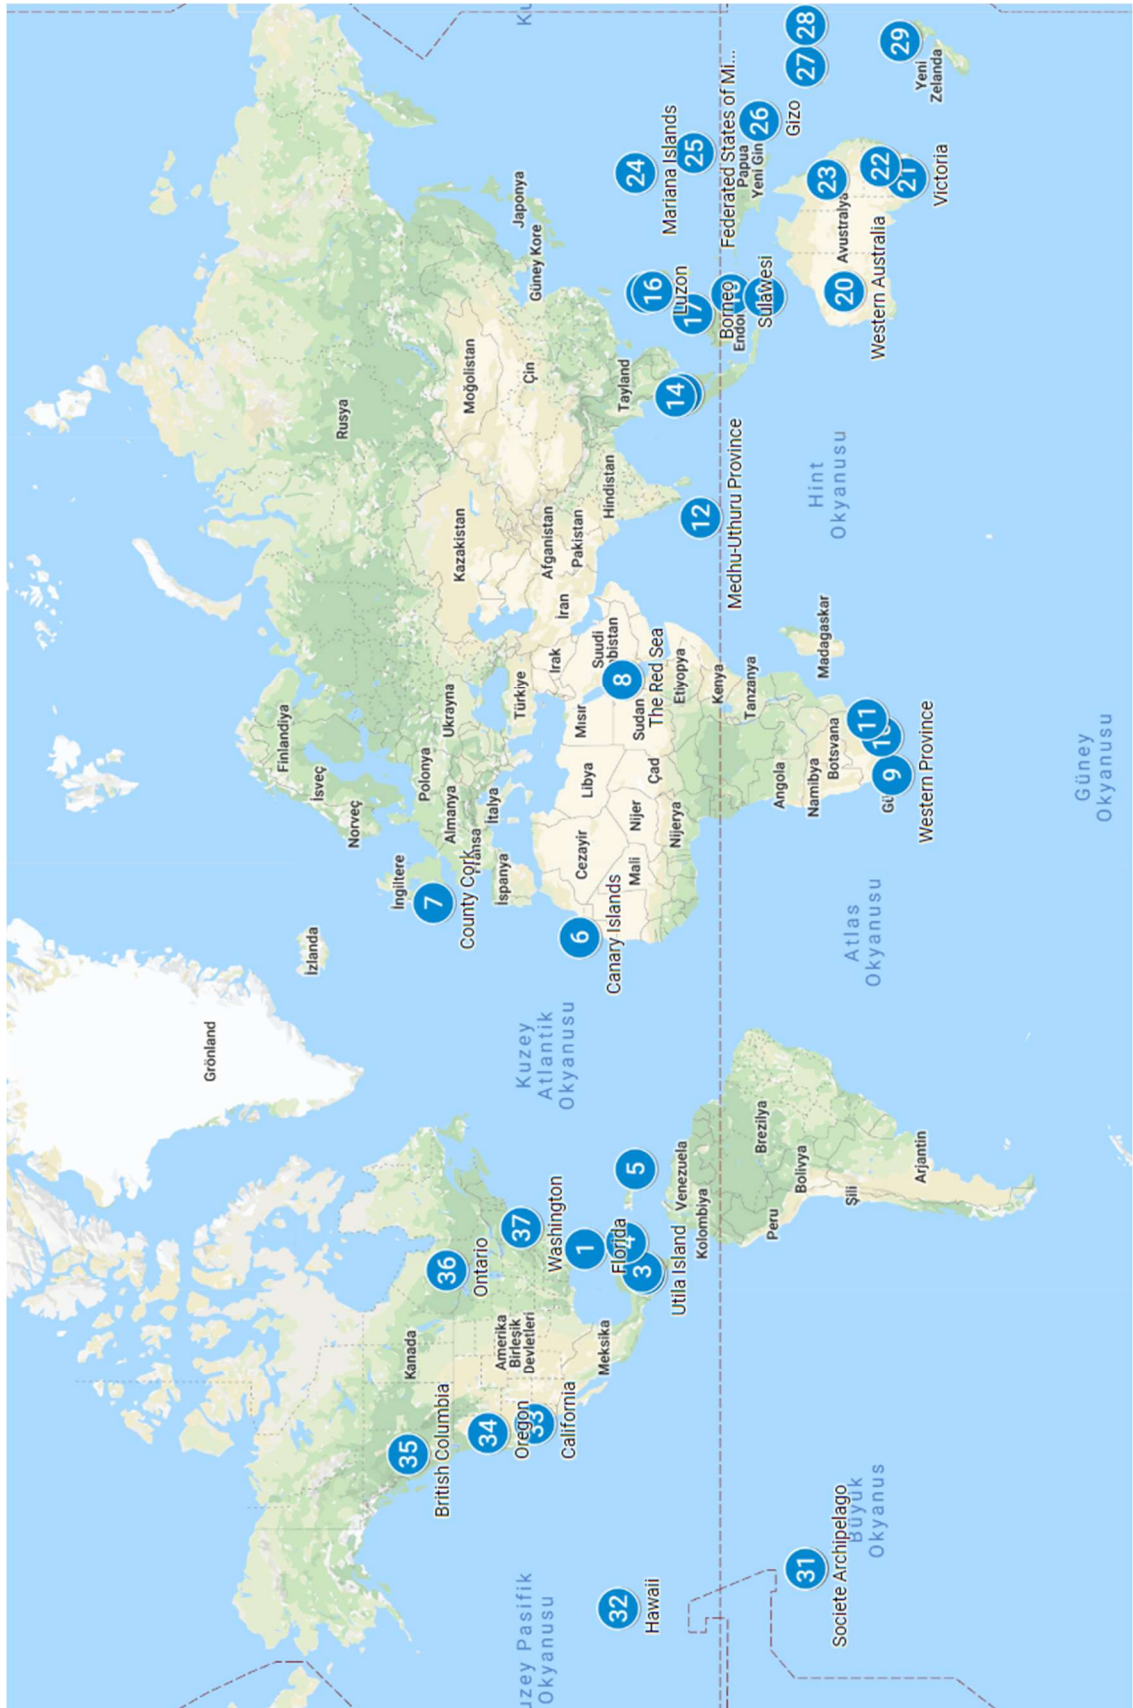 Grönland
İzlanda
Finlandiya
İsveç
Norveç
Rusya
İngiltere
Polonya
Almanya
Ukrayna
Kazakistan
Moğolistan
7
County Cork
İtalya
İspanya
Türkiye
Irak
İran
Afganistan
Pakistan
Çin
Güney Kore
Japonya
35
British Columbia
Kanada
36
Ontario
34
Oregon
33
California
Amerika
Birleşik
Devletleri
37
Washington
Kuzey
Atlantik
Okyanusu
Okyanusu
1
Florida
4
3
Utila Island
5
Meksika
6
Canary Islands
Cezayir
Libya
Mısır
Suudi
8
The Red Sea
Mali
Nijer
Çad
Sudan
Nijerya
Etiyopya
Hindistan
Tayland
32
Hawaii
12
Medhu-Uthuru Province
14
16
Luzon
17
24
Mariana Islands
25
Federated States of Mi...
Venezuela
Kolombiya
Kenya
Tanzanya
Borneo
Sulawesi
Papua
Yeni Gin
26
Gizo
27
28
31
Societe Archipelago
Büyük
Okyanus
Peru
Brezilya
Bolivya
Şili
Arjantin
Angola
Namibya
Botsvana
Madagaskar
9
11
Western Province
Atlas
Okyanusu
Hint
Okyanusu
20
Western Australia
Avustralya
23
22
21
Victoria
29
Yeni
Zelanda
Güney
Okyanusu